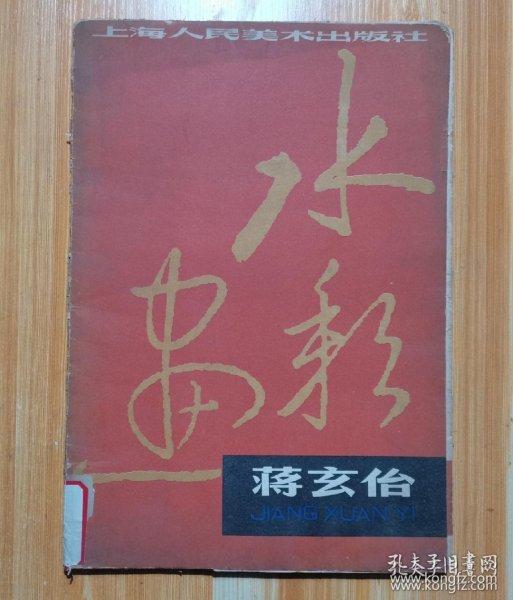 上海人民美术出版社
水彩
画
蒋玄佁
JIANG XUAN YI
孔夫子旧书网
www.kongfz.com